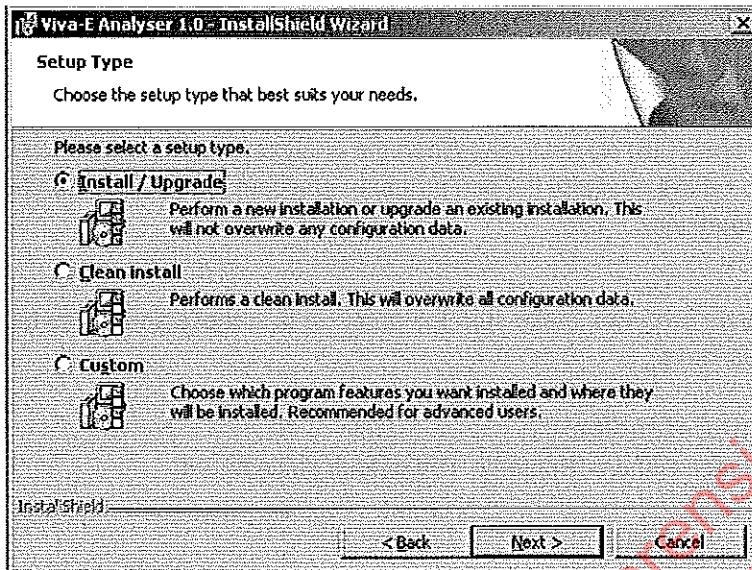 Viva-E Analyser 1.0 - InstallShield Wizard
Setup Type
Choose the setup type that best suits your needs.
Please select a setup type.
Install / Upgrade
Perform a new installation or upgrade an existing installation. This
will not overwrite any configuration data.
Clean install
Performs a clean install. This will overwrite all configuration data.
Custom
Choose which program features you want installed and where they
will be installed. Recommended for advanced users.
InstallShield
< Back
Next >
Cancel